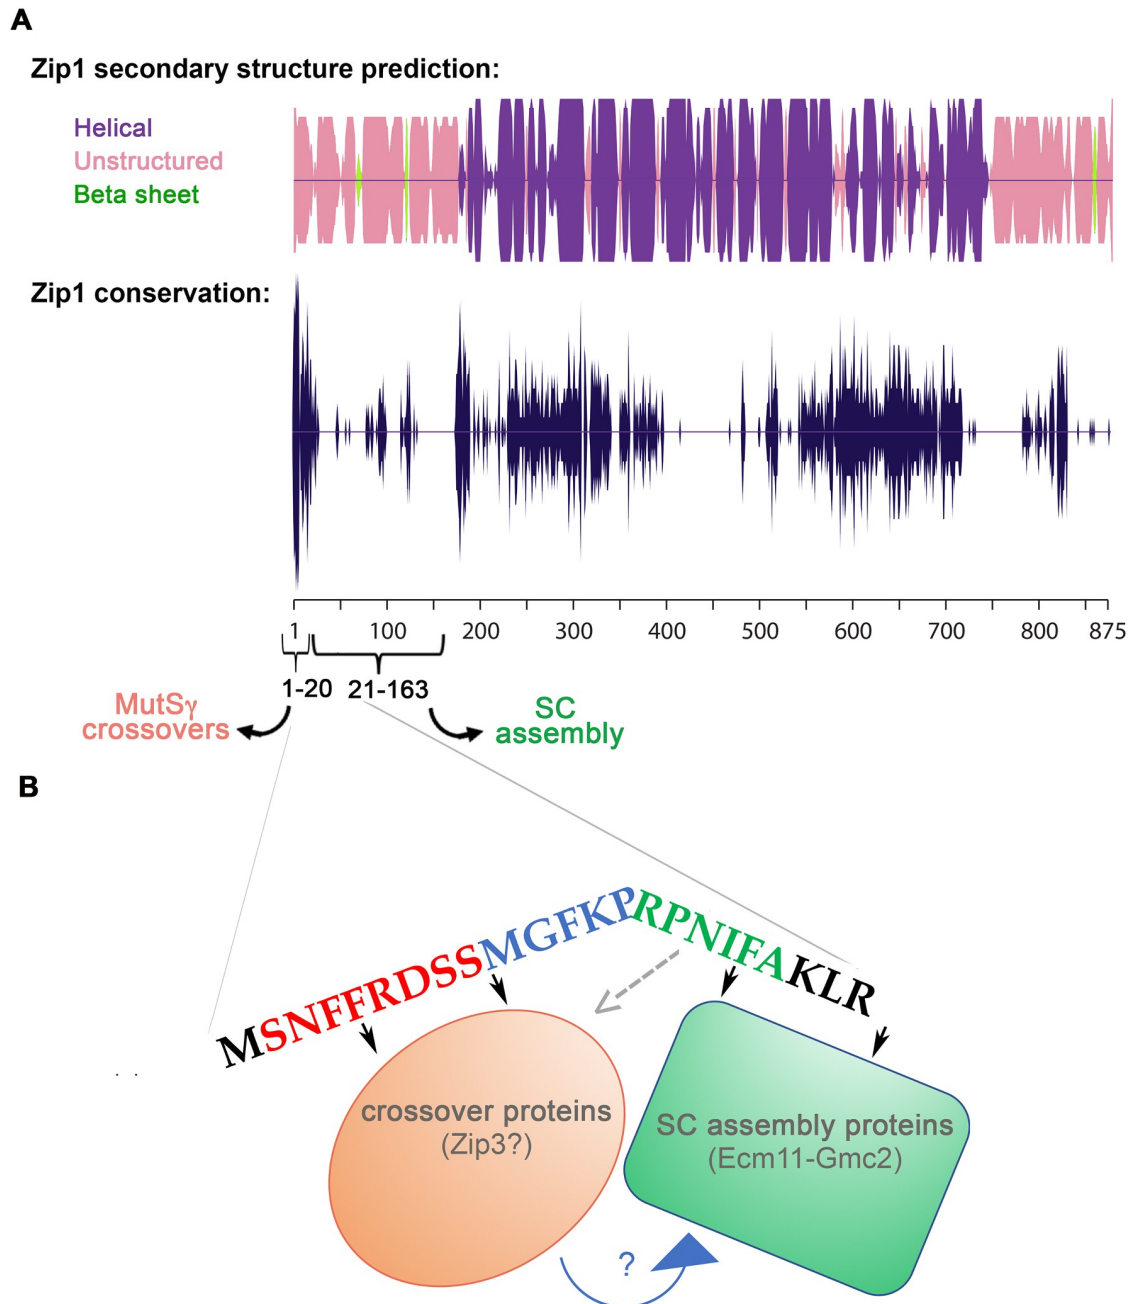 A
Zip1 secondary structure prediction:
Helical
Unstructured
Beta sheet
Zip1 conservation:
1 100 200 300 400 500 600 700 800 875
1-20 21-163
MutSγ
crossovers
SC
assembly
B
MSNFFRDSSMGFKPRPNIFAKLR
crossover proteins
(Zip3?)
SC assembly proteins
(Ecm11-Gmc2)
?